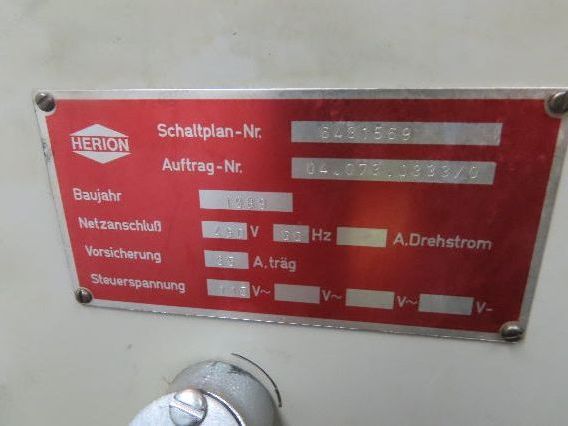 HERION
Schaltplan-Nr. 6481569
Auftrag-Nr.
Baujahr
Netzanschluß V Hz A, Drehstrom
Vorsicherung A, träg
Steuerspannung V~ V~ V~ V-